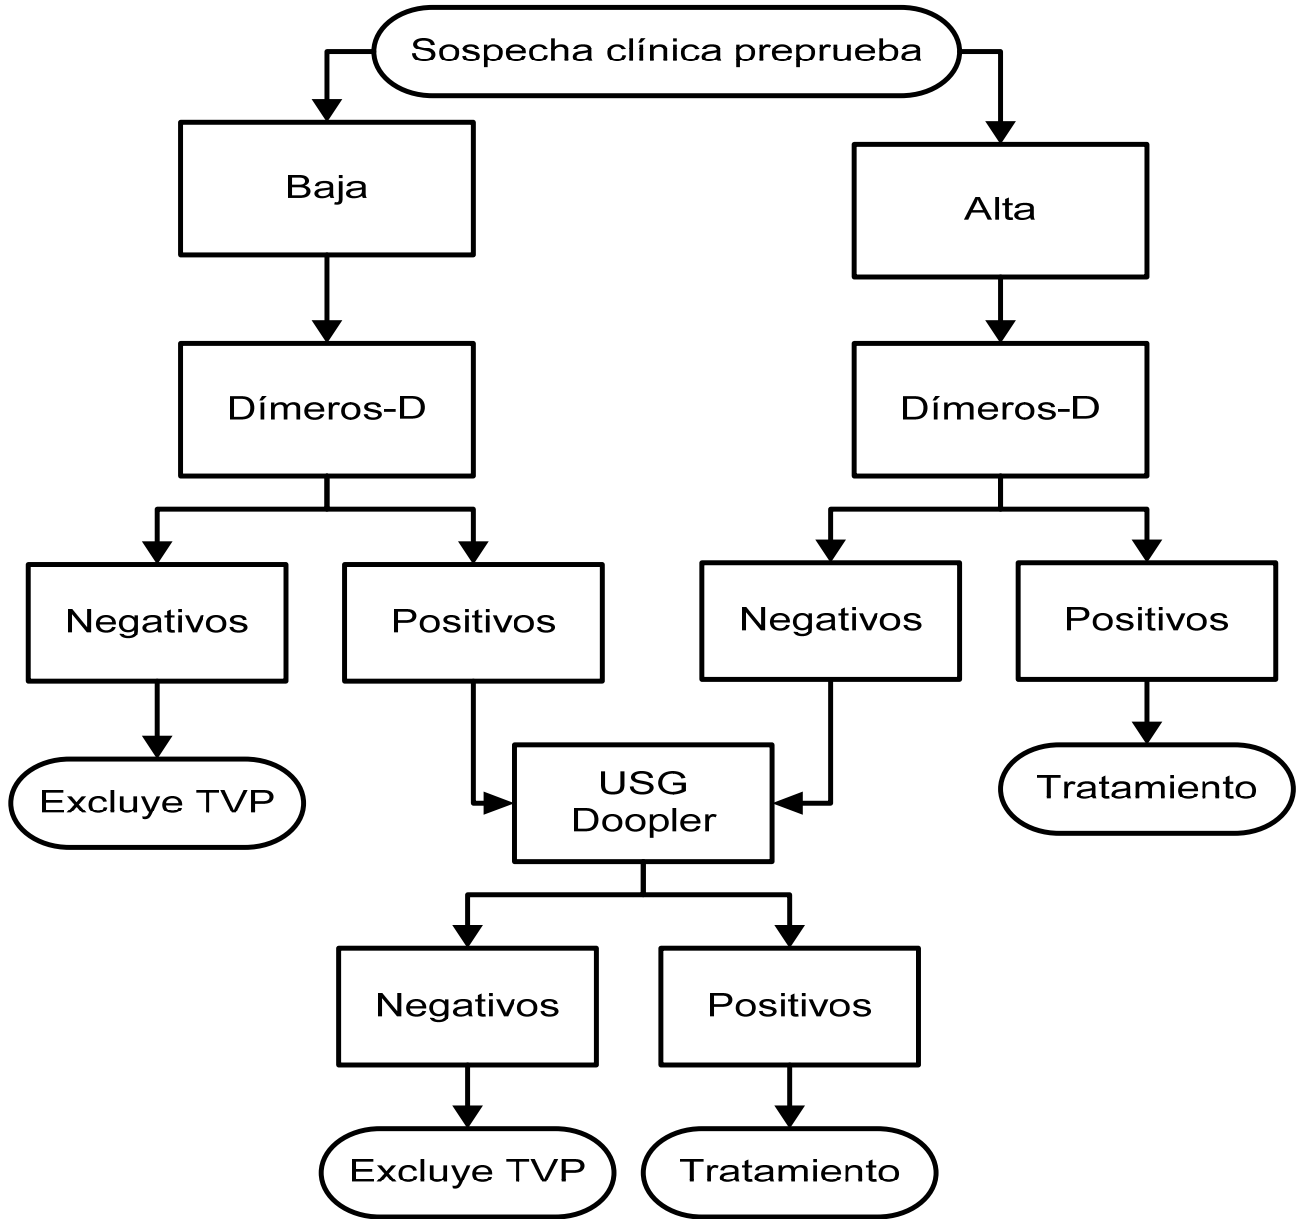 Sospecha clínica preprueba
Baja
Alta
Dímeros-D
Dímeros-D
Negativos
Positivos
Negativos
Positivos
Excluye TVP
USG
Doopler
Tratamiento
Negativos
Positivos
Excluye TVP
Tratamiento